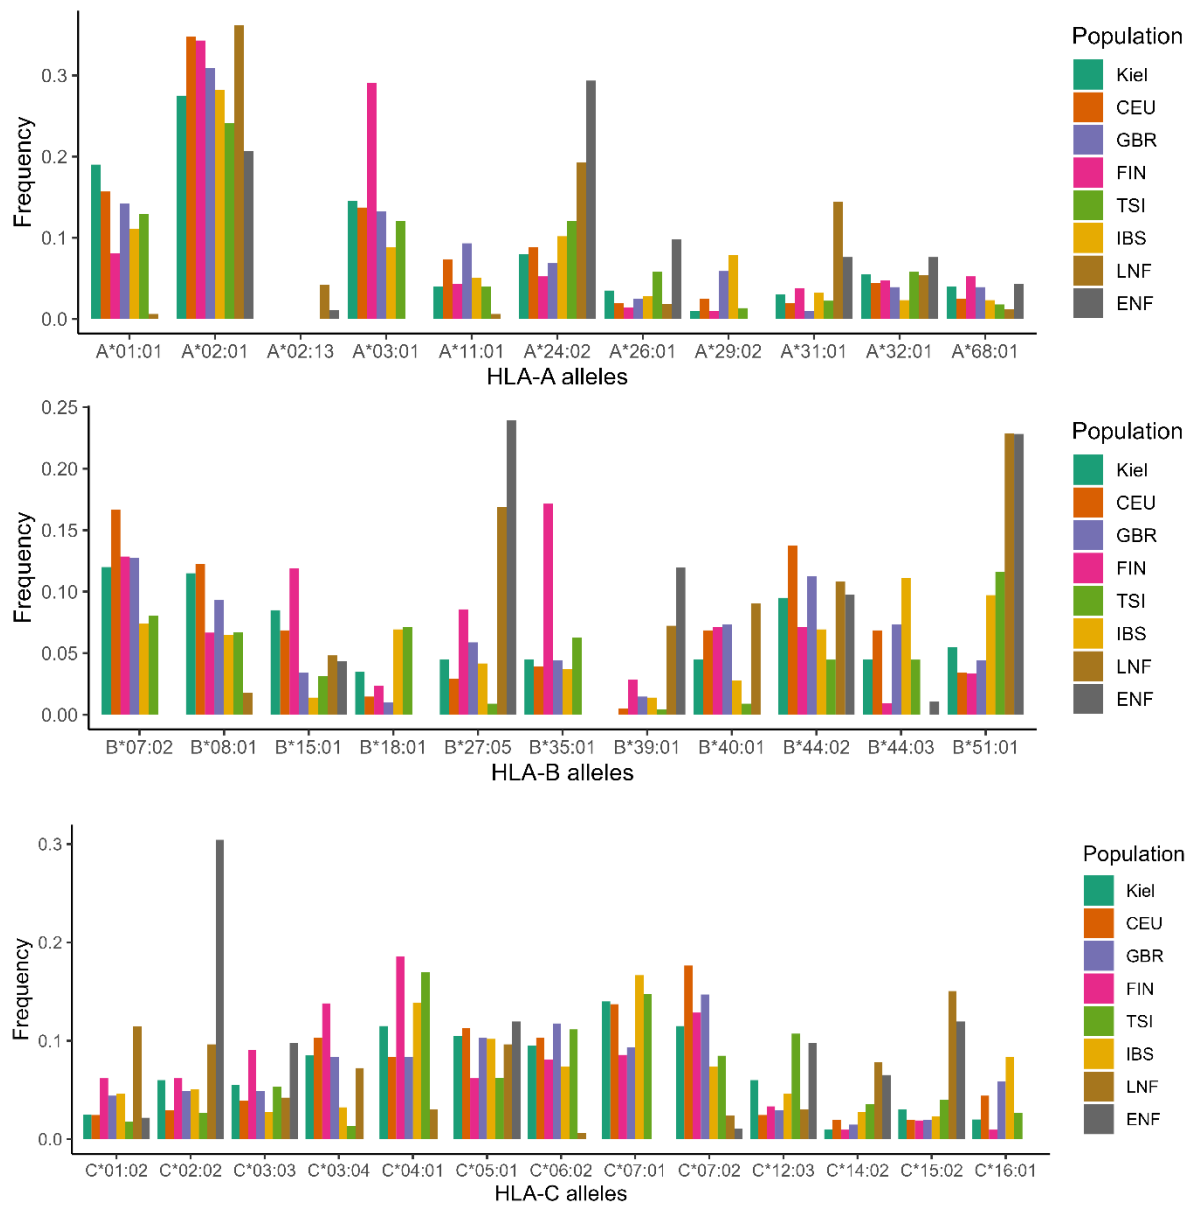 Frequency
0.3
0.2
0.1
0.0
A*01:01 A*02:01 A*02:13 A*03:01 A*11:01 A*24:02 A*26:01 A*29:02 A*31:01 A*32:01 A*68:01
HLA-A alleles
Population
Kiel
CEU
GBR
FIN
TSI
IBS
LNF
ENF
Frequency
0.25
0.20
0.15
0.10
0.05
0.00
B*07:02 B*08:01 B*15:01 B*18:01 B*27:05 B*35:01 B*39:01 B*40:01 B*44:02 B*44:03 B*51:01
HLA-B alleles
Population
Kiel
CEU
GBR
FIN
TSI
IBS
LNF
ENF
Frequency
0.3
0.2
0.1
0.0
C*01:02 C*02:02 C*03:03 C*03:04 C*04:01 C*05:01 C*06:02 C*07:01 C*07:02 C*12:03 C*14:02 C*15:02 C*16:01
HLA-C alleles
Population
Kiel
CEU
GBR
FIN
TSI
IBS
LNF
ENF